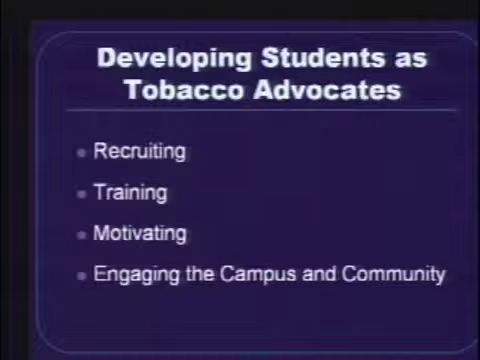 Developing Students as
Tobacco Advocates
Recruiting
Training
Motivating
Engaging the Campus and Community